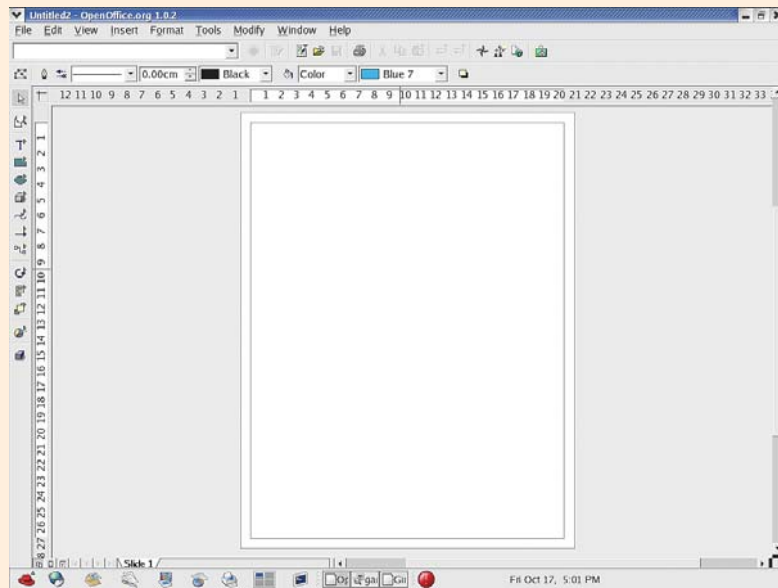 Untitled2 - OpenOffice.org 1.0.2
File Edit View Insert Format Tools Modify Window Help
0.00cm Black Color Blue 7
12 11 10 9 8 7 6 5 4 3 2 1 1 2 3 4 5 6 7 8 9 10 11 12 13 14 15 16 17 18 19 20 21 22 23 24 25 26 27 28 29 30 31 32 33
1 2 3 4 5 6 7 8 9 10 11 12 13 14 15 16 17 18 19 20 21 22 23 24 25 26 27
Slide 1
Fri Oct 17, 5:01 PM